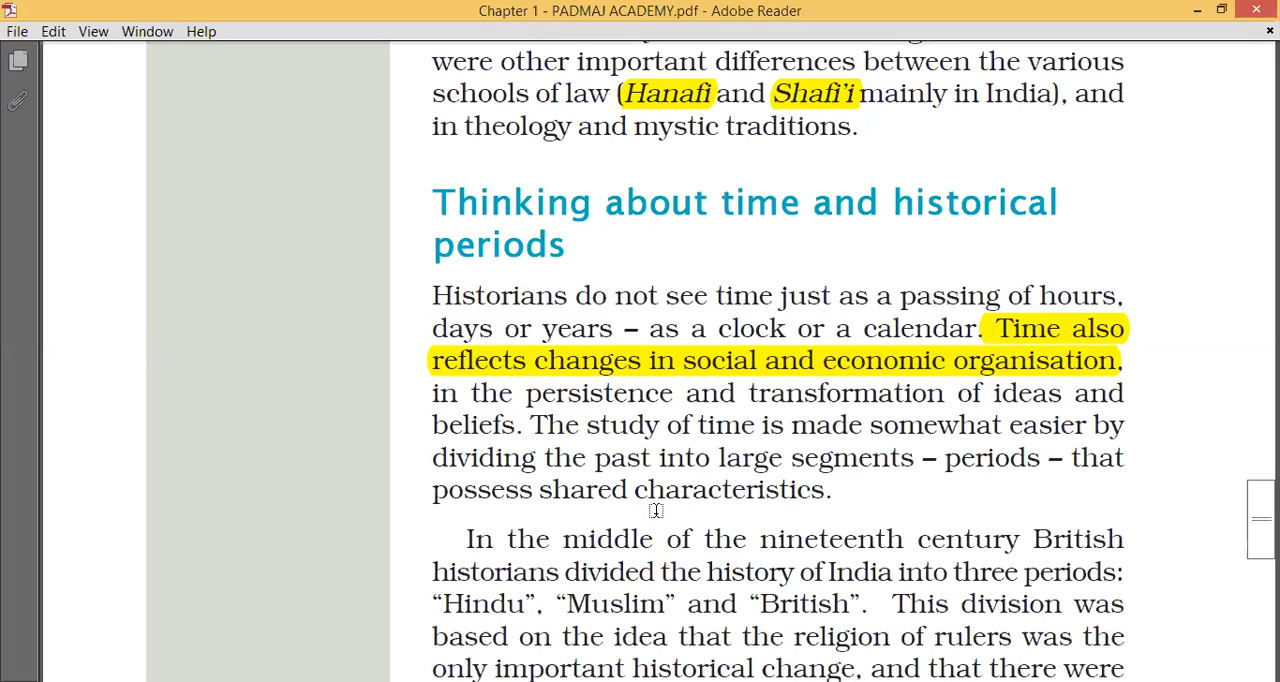 Chapter 1 - PADMAJ ACADEMY.pdf - Adobe Reader
File Edit View Window Help
were other important differences between the various
schools of law (Hanafi and Shafi'i mainly in India), and
in theology and mystic traditions.
Thinking about time and historical
periods
Historians do not see time just as a passing of hours,
days or years – as a clock or a calendar. Time also
reflects changes in social and economic organisation,
in the persistence and transformation of ideas and
beliefs. The study of time is made somewhat easier by
dividing the past into large segments – periods – that
possess shared characteristics.
In the middle of the nineteenth century British
historians divided the history of India into three periods:
“Hindu”, “Muslim” and “British”. This division was
based on the idea that the religion of rulers was the
only important historical change, and that there were